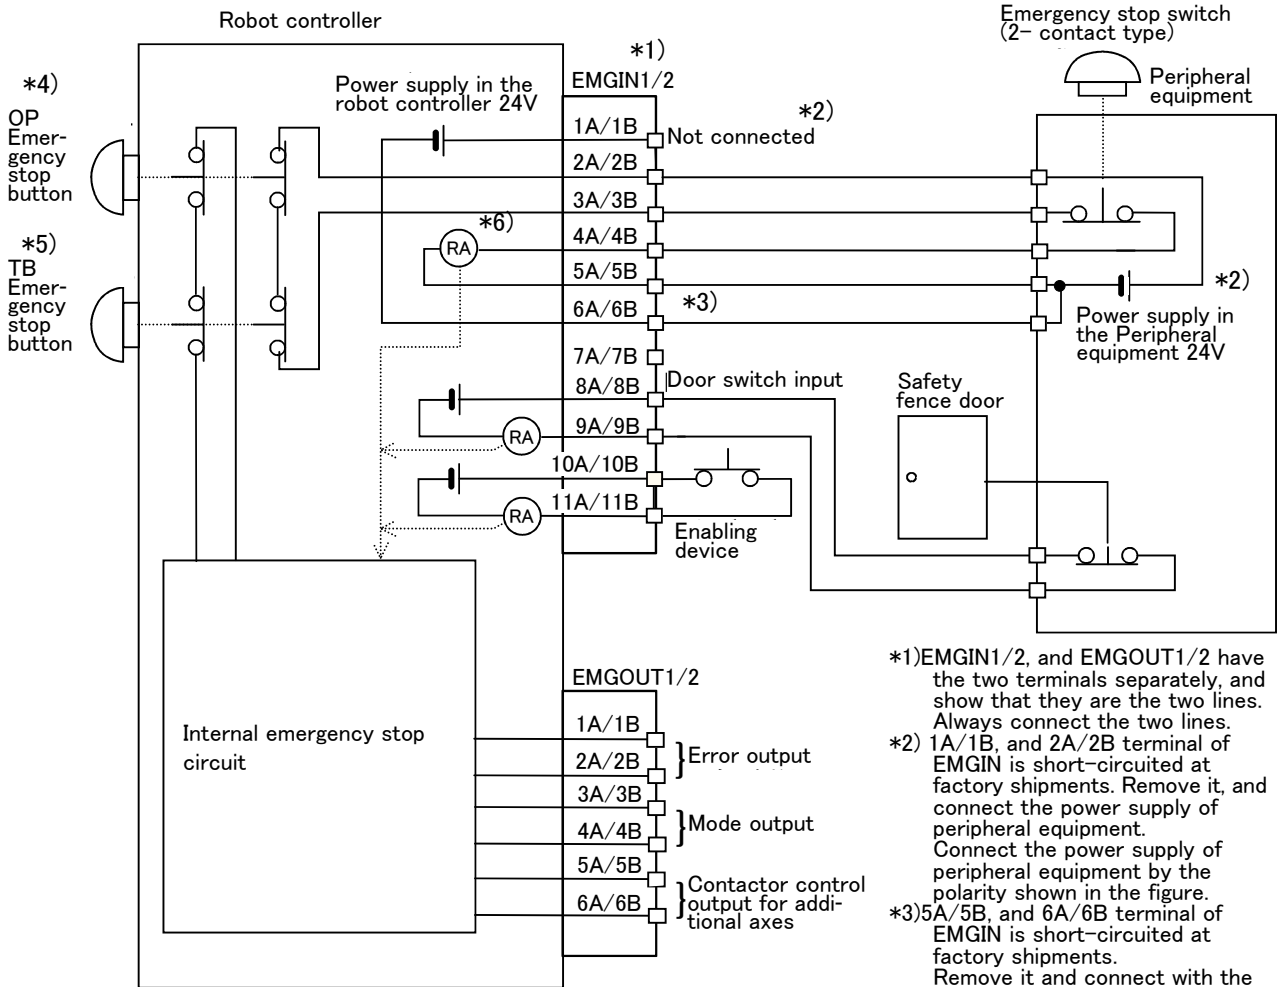 Robot controller
Emergency stop switch
(2- contact type)
Peripheral
equipment
*1)
EMGIN1/2
*4)
OP
Emer-
gency
stop
button
Power supply in the
robot controller 24V
1A/1B
Not connected
*2)
2A/2B
3A/3B
*6)
RA
4A/4B
*5)
TB
Emer-
gency
stop
button
5A/5B
*3)
6A/6B
*2)
Power supply in
the Peripheral
equipment 24V
7A/7B
8A/8B
Door switch input
Safety
fence door
9A/9B
RA
10A/10B
11A/11B
RA
Enabling
device
Internal emergency stop
circuit
EMGOUT1/2
1A/1B
2A/2B
Error output
3A/3B
4A/4B
Mode output
5A/5B
6A/6B
Contactor control
output for addi-
tional axes
*1)EMGIN1/2, and EMGOUT1/2 have
the two terminals separately, and
show that they are the two lines.
Always connect the two lines.
*2) 1A/1B, and 2A/2B terminal of
EMGIN is short-circuited at
factory shipments. Remove it, and
connect the power supply of
peripheral equipment.
Connect the power supply of
peripheral equipment by the
polarity shown in the figure.
*3)5A/5B, and 6A/6B terminal of
EMGIN is short-circuited at
factory shipments.
Remove it and connect with the